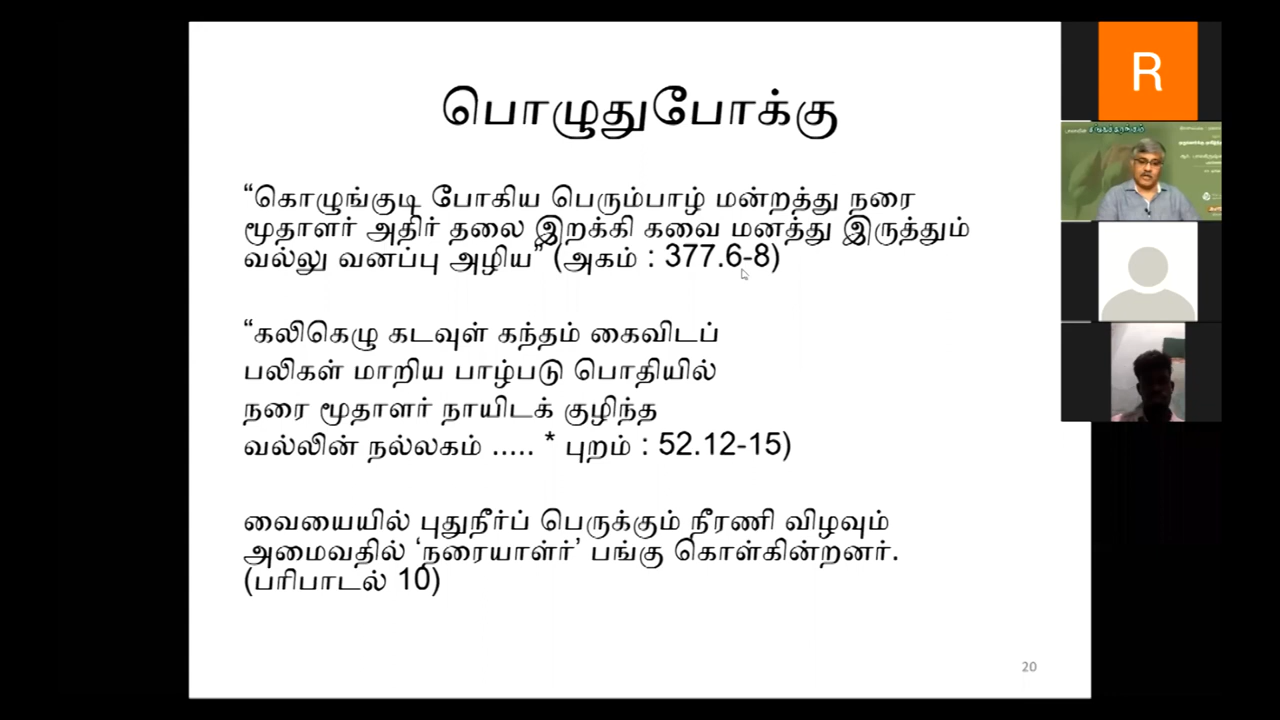 பொழுதுபோக்கு
“கொழுங்குடி போகிய பெரும்பாழ் மன்றத்து நரை
மூதாளர் அதிர் தலை இறக்கி கவை மனத்து இருத்தும்
வல்லு வனப்பு அழிய” (அகம் : 377.6-8)
“கலிகெழு கடவுள் கந்தம் கைவிடப்
பலிகள் மாறிய பாழ்படு பொதியில்
நரை மூதாளர் நாயிடக் குழிந்த
வல்லின் நல்லகம் ..... * புறம் : 52.12-15)
வையையில் புதுநீர்ப் பெருக்கும் நீரணி விழவும்
அமைவதில் ‘நரையாள்ர்’ பங்கு கொள்கின்றனர்.
(பரிபாடல் 10)
20
R